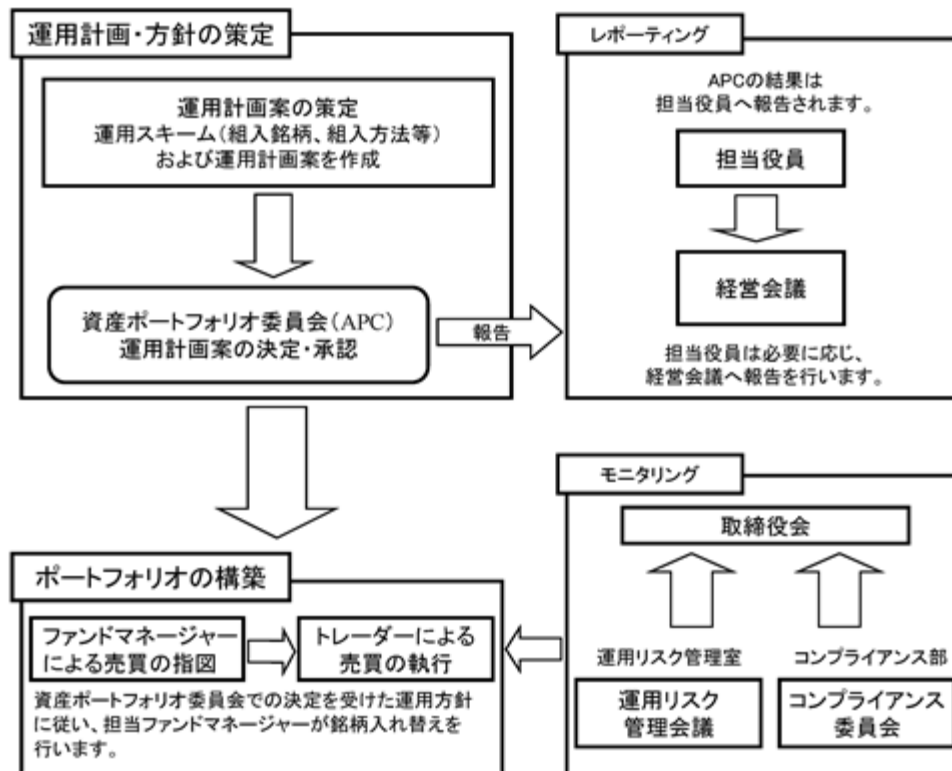 運用計画・方針の策定
運用計画案の策定
運用スキーム(組入銘柄、組入方法等)
および運用計画案を作成
資産ポートフォリオ委員会(APC)
運用計画案の決定・承認
報告
レポーティング
APCの結果は
担当役員へ報告されます。
担当役員
経営会議
担当役員は必要に応じ、
経営会議へ報告を行います。
ポートフォリオの構築
ファンドマネージャー
による売買の指図
トレーダーによる
売買の執行
資産ポートフォリオ委員会での決定を受けた運用方針
に従い、担当ファンドマネージャーが銘柄入れ替えを
行います。
モニタリング
取締役会
運用リスク管理室
運用リスク
管理会議
コンプライアンス部
コンプライアンス
委員会